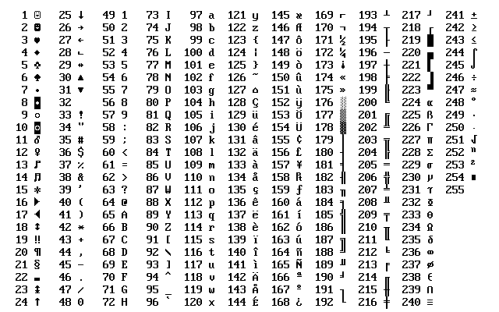 1 ☺ 25 ↓ 49 1 73 I 97 a 121 y 145 æ 169 ⌐ 193 ┴ 217 ┘ 241 ±
2 ☻ 26 → 50 2 74 J 98 b 122 z 146 Æ 170 ¬ 194 ┬ 218 ┌ 242 ≥
3 ♥ 27 ← 51 3 75 K 99 c 123 { 147 ô 171 ½ 195 ├ 219 █ 243 ≤
4 ♦ 28 ∟ 52 4 76 L 100 d 124 | 148 ö 172 ¼ 196 ─ 220 ▄ 244 ⌠
5 ♣ 29 ↔ 53 5 77 M 101 e 125 } 149 ò 173 ¡ 197 ┼ 221 ▌ 245 ⌡
6 ♠ 30 ▲ 54 6 78 N 102 f 126 ~ 150 û 174 « 198 ╞ 222 ▐ 246 ÷
7 • 31 ▼ 55 7 79 O 103 g 127 ⌂ 151 ù 175 » 199 ╟ 223 ▀ 247 ≈
8 ◘ 32 56 8 80 P 104 h 128 Ç 152 ÿ 176 ░ 200 ╚ 224 α 248 °
9 ○ 33 ! 57 9 81 Q 105 i 129 ü 153 Ö 177 ▒ 201 ╔ 225 ß 249 ∙
10 ◙ 34 " 58 : 82 R 106 j 130 é 154 Ü 178 ▓ 202 ╩ 226 Γ 250 ·
11 ♂ 35 # 59 ; 83 S 107 k 131 â 155 ¢ 179 │ 203 ╦ 227 π 251 √
12 ♀ 36 $ 60 < 84 T 108 l 132 ä 156 £ 180 ┤ 204 ╠ 228 Σ 252 ⁿ
13 ♪ 37 % 61 = 85 U 109 m 133 à 157 ¥ 181 ╡ 205 ═ 229 σ 253 ²
14 ♫ 38 & 62 > 86 V 110 n 134 å 158 ₧ 182 ╢ 206 ╬ 230 µ 254 ■
15 ☼ 39 ' 63 ? 87 W 111 o 135 ç 159 ƒ 183 ╖ 207 ╧ 231 τ 255
16 ► 40 ( 64 @ 88 X 112 p 136 ê 160 á 184 ╕ 208 ╨ 232 Φ
17 ◄ 41 ) 65 A 89 Y 113 q 137 ë 161 í 185 ╣ 209 ╤ 233 Θ
18 ↕ 42 * 66 B 90 Z 114 r 138 è 162 ó 186 ║ 210 ╥ 234 Ω
19 ‼ 43 + 67 C 91 [ 115 s 139 ï 163 ú 187 ╗ 211 ╙ 235 δ
20 ¶ 44 , 68 D 92 \ 116 t 140 î 164 ñ 188 ╝ 212 ╘ 236 ∞
21 § 45 - 69 E 93 ] 117 u 141 ì 165 Ñ 189 ╜ 213 ╒ 237 φ
22 ▬ 46 . 70 F 94 ^ 118 v 142 Ä 166 ª 190 ╛ 214 ╓ 238 ε
23 ↨ 47 / 71 G 95 _ 119 w 143 Å 167 º 191 ┐ 215 ╫ 239 ∩
24 ↑ 48 0 72 H 96 ` 120 x 144 É 168 ¿ 192 └ 216 ╪ 240 ≡